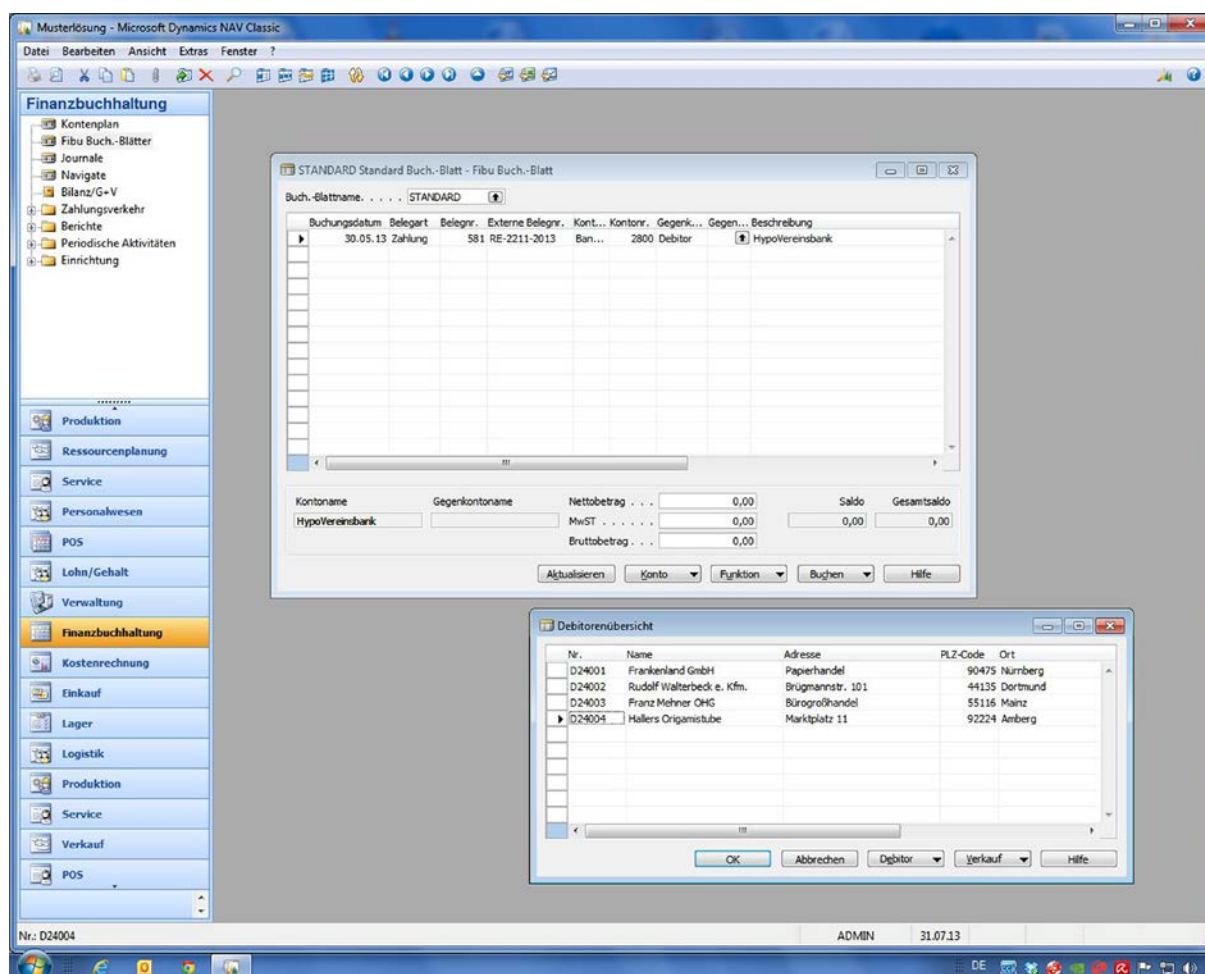 Musterlösung - Microsoft Dynamics NAV Classic
Datei Bearbeiten Ansicht Extras Fenster ?
Finanzbuchhaltung
Kontenplan
Fibu Buch.-Blätter
Journale
Navigate
Bilanz/G+V
Zahlungsverkehr
Berichte
Periodische Aktivitäten
Einrichtung
Produktion
Ressourcenplanung
Service
Personalwesen
POS
Lohn/Gehalt
Verwaltung
Finanzbuchhaltung
Kostenrechnung
Einkauf
Lager
Logistik
Produktion
Service
Verkauf
POS
STANDARD Standard Buch.-Blatt - Fibu Buch.-Blatt
Buch.-Blattname. . . . . STANDARD
Buchungsdatum Belegart Belegnr. Externe Belegnr. Kont... Kontonr. Gegenk... Gegen... Beschreibung
30.05.13 Zahlung 581 RE-2211-2013 Ban... 2800 Debitor HypoVereinsbank
Kontoname Gegenkontoname Nettobetrag . . . 0,00 Saldo Gesamtsaldo
HypoVereinsbank MwST . . . . . . 0,00 0,00 0,00
Bruttobetrag . . . 0,00
Aktualisieren Konto Funktion Buchen Hilfe
Debitorenübersicht
Nr. Name Adresse PLZ-Code Ort
D24001 Frankenland GmbH Papierhandel 90475 Nürnberg
D24002 Rudolf Walterbeck e. Kfm. Brügmannstr. 101 44135 Dortmund
D24003 Franz Mehner OHG Bürogroßhandel 55116 Mainz
D24004 Hallers Origamistube Marktplatz 11 92224 Amberg
OK Abbrechen Debitor Verkauf Hilfe
Nr.: D24004 ADMIN 31.07.13
DE